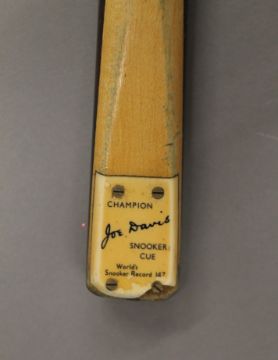 CHAMPION
Joe Davis
SNOOKER
CUE
World's
Snooker Record 147